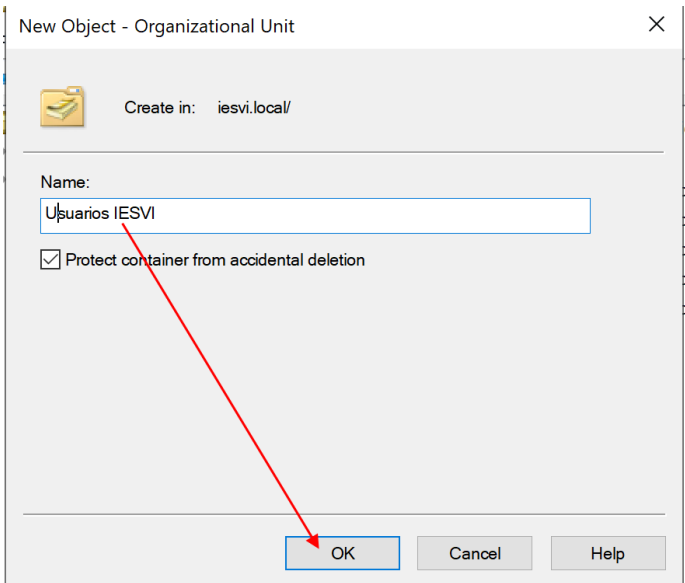 New Object - Organizational Unit
Create in: iesvi.local/
Name:
Usuarios IESVI
Protect container from accidental deletion
OK Cancel Help